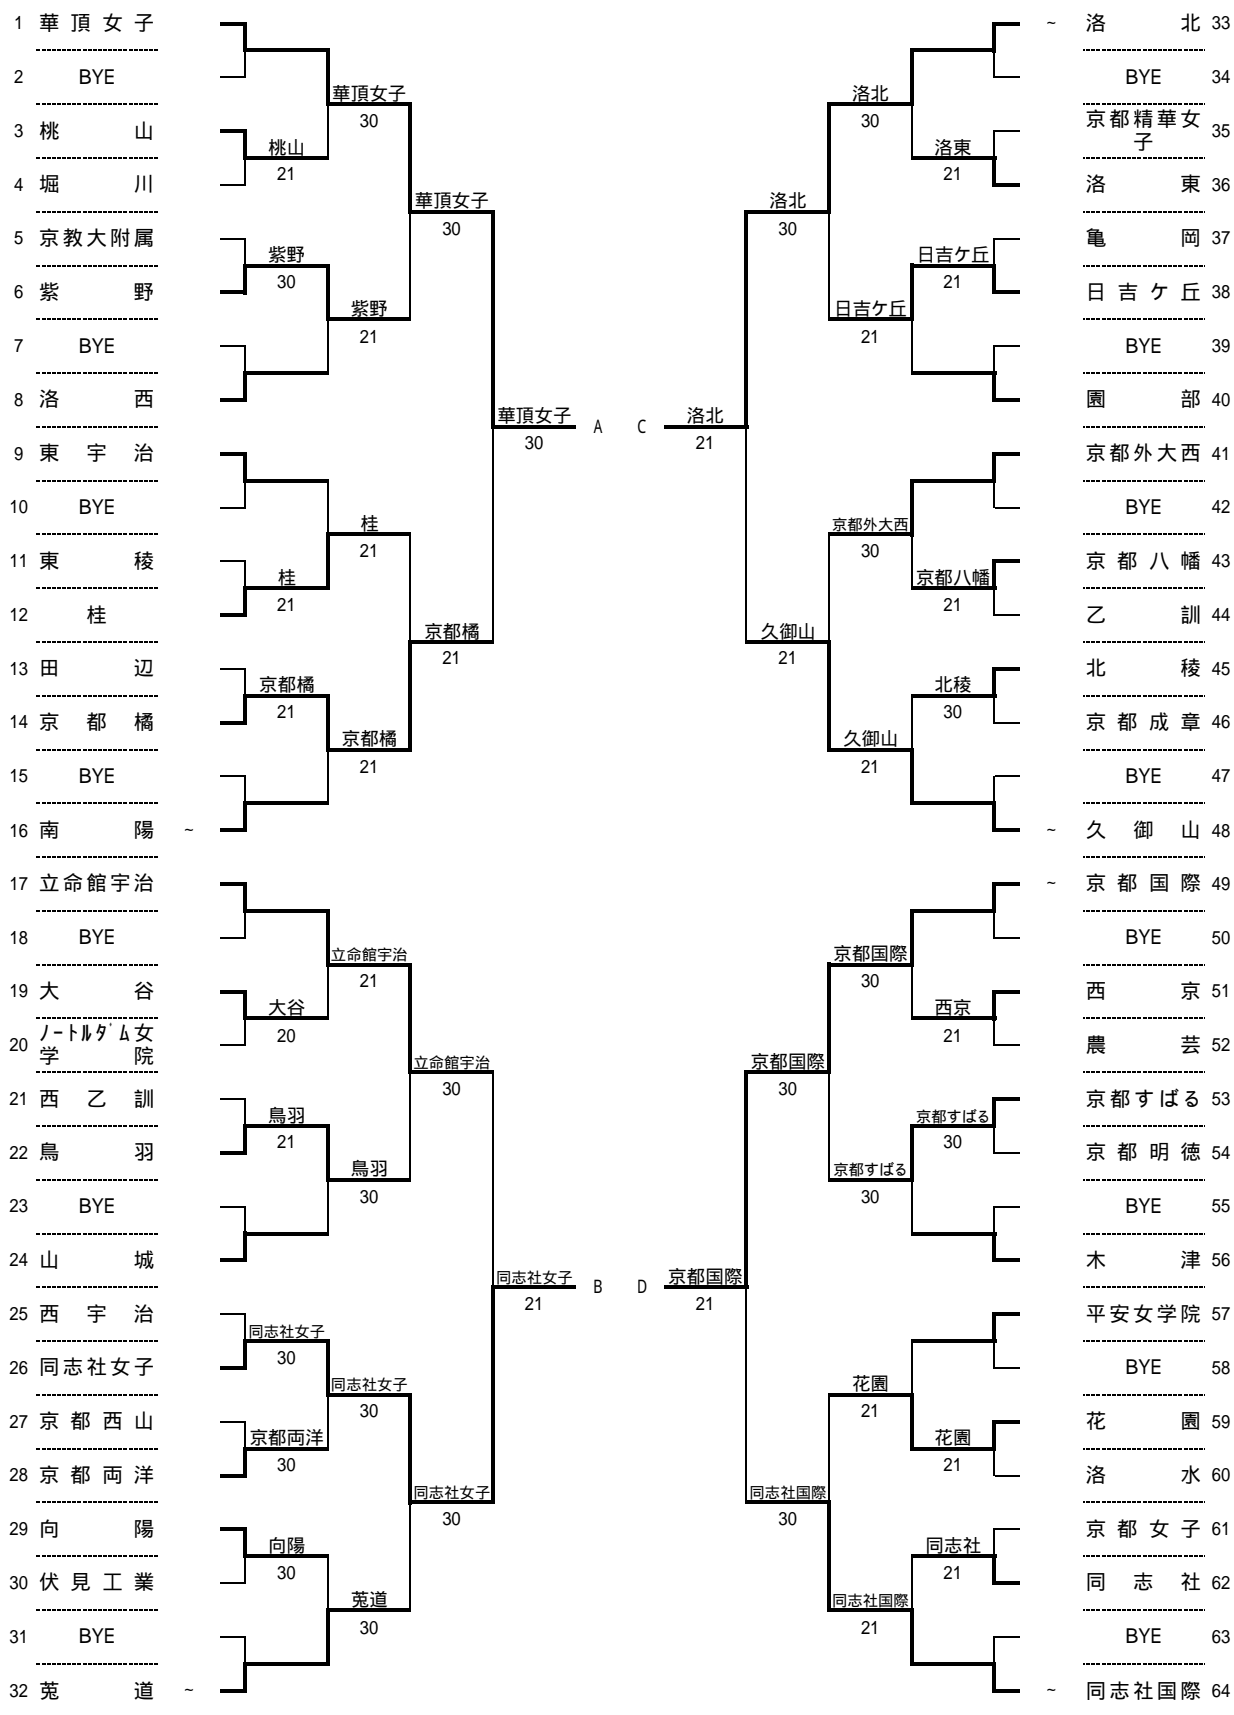 1 華頂女子
2 BYE
3 桃山
4 堀川
5 京教大附属
6 紫野
7 BYE
8 洛西
9 東宇治
10 BYE
11 東稜
12 桂
13 田辺
14 京都橘
15 BYE
16 南陽 ~
17 立命館宇治
18 BYE
19 大谷
20 ノートルダム女学院
21 西乙訓
22 鳥羽
23 BYE
24 山城
25 西宇治
26 同志社女子
27 京都西山
28 京都両洋
29 向陽
30 伏見工業
31 BYE
32 莵道 ~
桃山
21
紫野
30
桂
21
京都橘
21
大谷
20
鳥羽
21
同志社女子
30
京都両洋
30
向陽
30
華頂女子
30
紫野
21
桂
21
京都橘
21
立命館宇治
21
鳥羽
30
同志社女子
30
莵道
30
華頂女子
30
京都橘
21
立命館宇治
30
同志社女子
30
華頂女子
30
A
同志社女子
21
B
C
洛北
21
D
京都国際
21
洛北
30
久御山
21
京都国際
30
同志社国際
30
洛北
30
日吉ケ丘
21
京都外大西
30
久御山
21
京都国際
30
京都すばる
30
花園
21
同志社国際
21
洛東
21
日吉ケ丘
21
京都八幡
21
北稜
30
西京
21
京都すばる
30
花園
21
同志社
21
~ 洛北 33
BYE 34
京都精華女子 35
洛東 36
亀岡 37
日吉ケ丘 38
BYE 39
園部 40
京都外大西 41
BYE 42
京都八幡 43
乙訓 44
北稜 45
京都成章 46
BYE 47
~ 久御山 48
~ 京都国際 49
BYE 50
西京 51
農芸 52
京都すばる 53
京都明徳 54
BYE 55
木津 56
平安女学院 57
BYE 58
花園 59
洛水 60
京都女子 61
同志社 62
BYE 63
~ 同志社国際 64